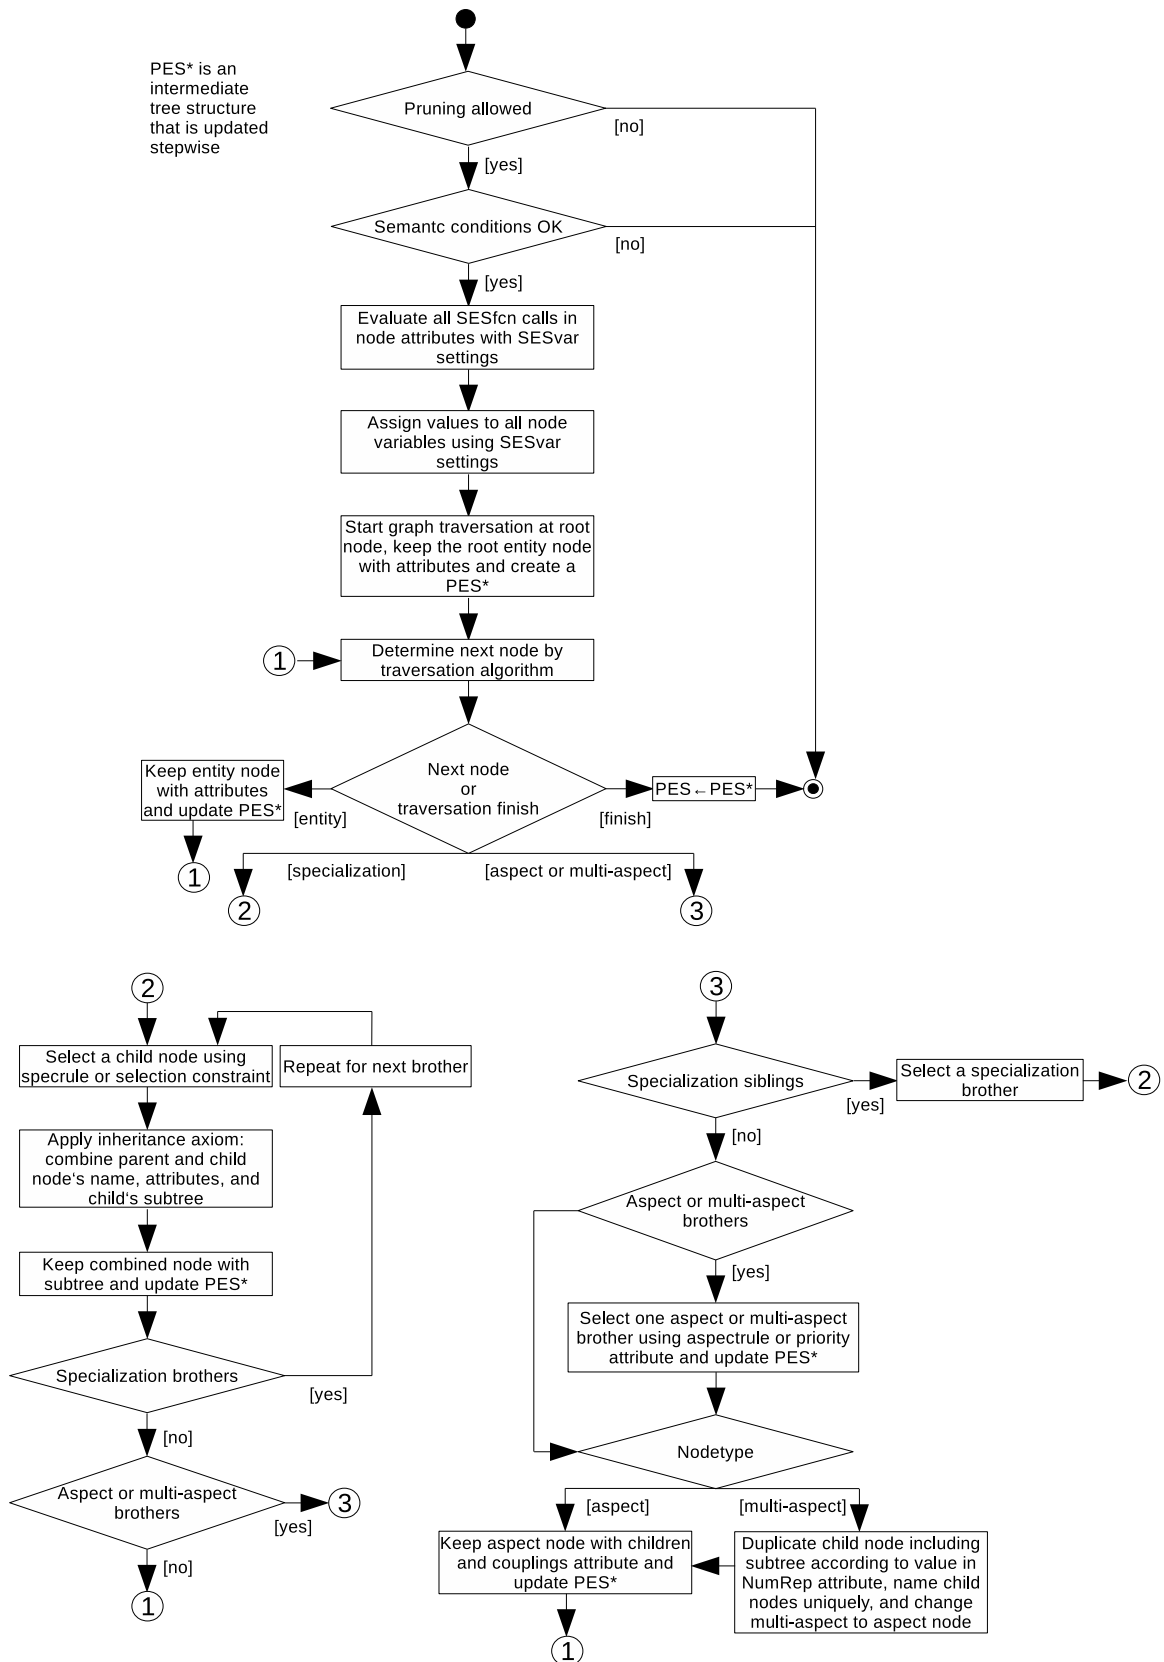 PES* is an
intermediate
tree structure
that is updated
stepwise
Pruning allowed
[no]
[yes]
Semantc conditions OK
[no]
[yes]
Evaluate all SESfcn calls in
node attributes with SESvar
settings
Assign values to all node
variables using SESvar
settings
Start graph traversation at root
node, keep the root entity node
with attributes and create a
PES*
1
Determine next node by
traversation algorithm
Next node
or
traversation finish
Keep entity node
with attributes
and update PES*
[entity]
[finish]
PES←PES*
1
[specialization]
[aspect or multi-aspect]
2
3
2
Select a child node using
specrule or selection constraint
Repeat for next brother
Apply inheritance axiom:
combine parent and child
node‘s name, attributes, and
child‘s subtree
Keep combined node with
subtree and update PES*
Specialization brothers
[yes]
[no]
Aspect or multi-aspect
brothers
[yes]
3
[no]
1
3
Specialization siblings
[yes]
Select a specialization
brother
2
[no]
Aspect or multi-aspect
brothers
[yes]
Select one aspect or multi-aspect
brother using aspectrule or priority
attribute and update PES*
Nodetype
[aspect]
[multi-aspect]
Keep aspect node with children
and couplings attribute and
update PES*
Duplicate child node including
subtree according to value in
NumRep attribute, name child
nodes uniquely, and change
multi-aspect to aspect node
1